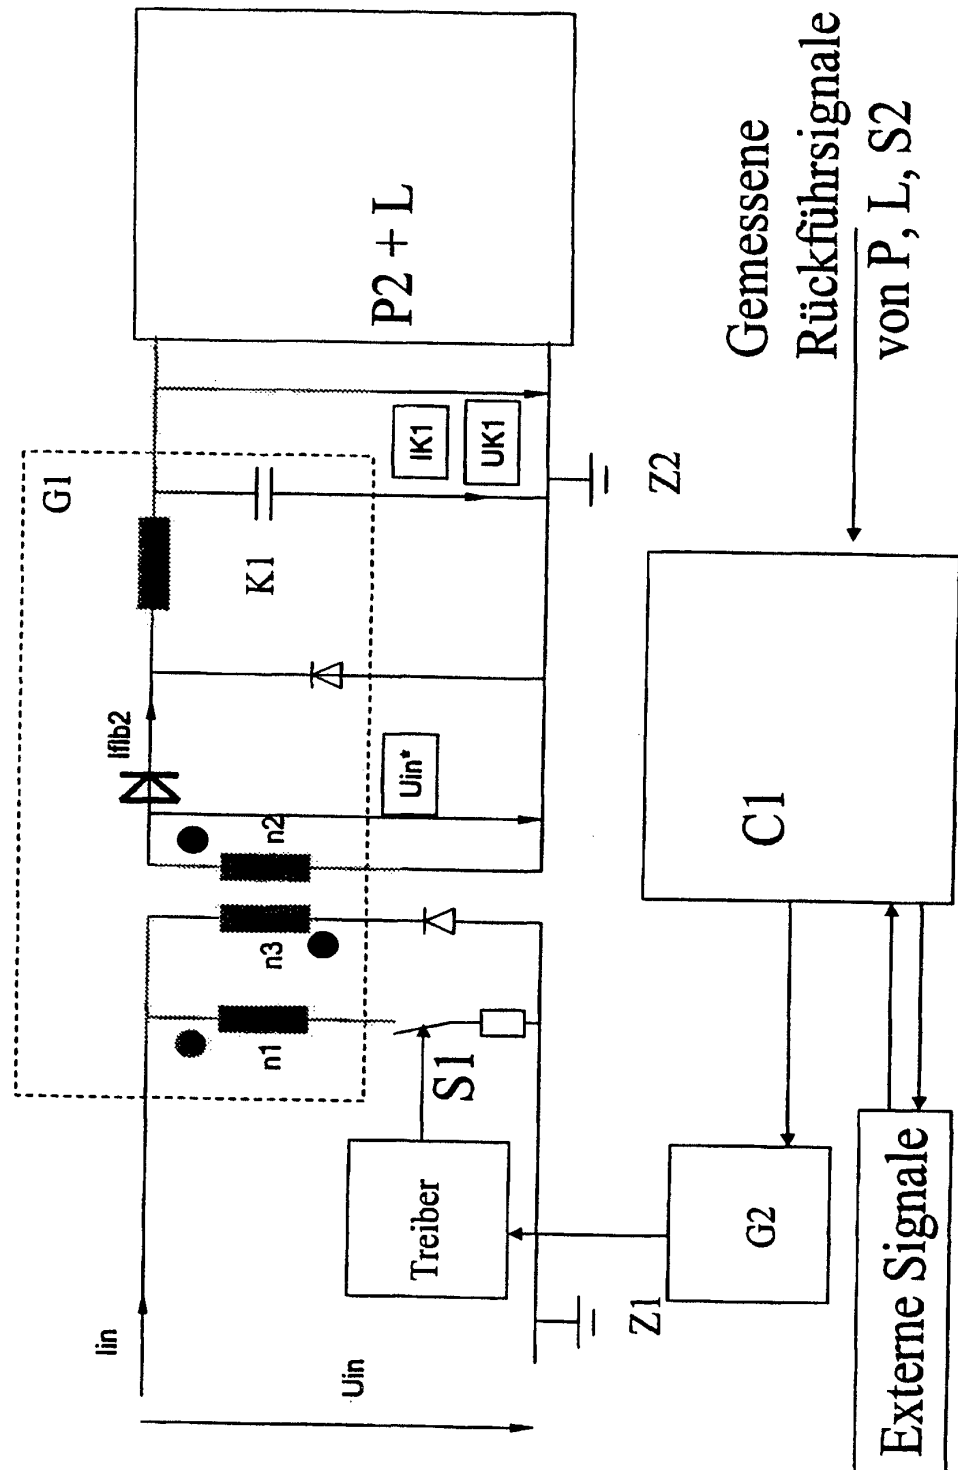 Iin
Uin
n1
n3
n2
Iflb2
G1
K1
Uin*
IK1
UK1
P2 + L
S1
Treiber
Z1
Z2
G2
C1
Gemessene
Rückführsignale
von P, L, S2
Externe Signale